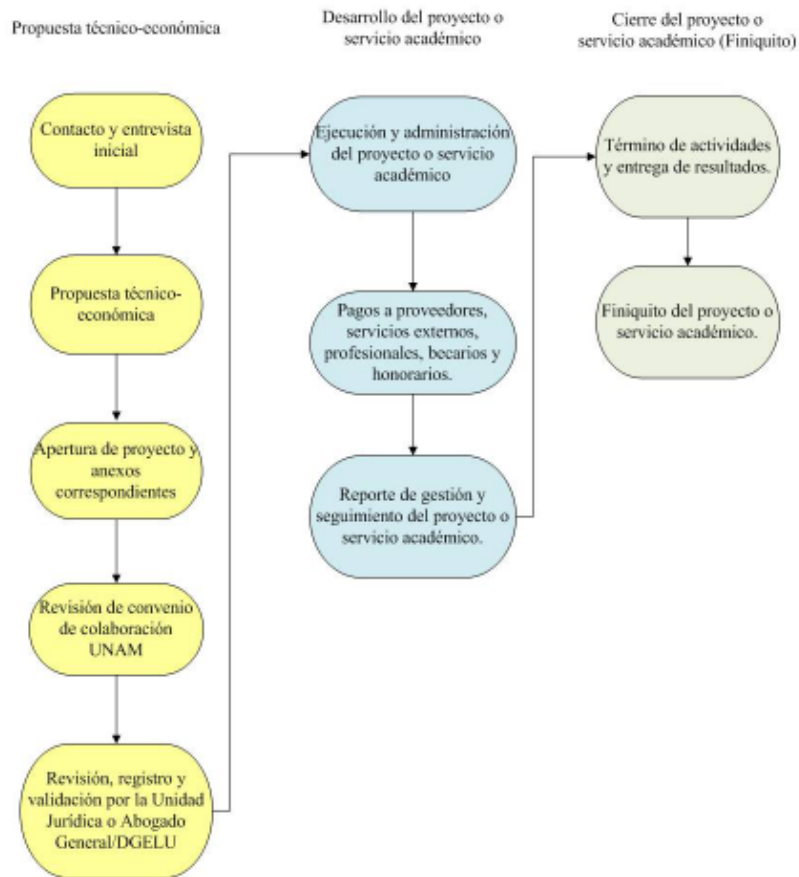 Propuesta técnico-económica
Contacto y entrevista
inicial
Propuesta técnico-
económica
Apertura de proyecto y
anexos
correspondientes
Revisión de convenio
de colaboración
UNAM
Revisión, registro y
validación por la Unidad
Jurídica o Abogado
General/DGELU
Desarrollo del proyecto o
servicio académico
Ejecución y administración
del proyecto o servicio
académico
Pagos a proveedores,
servicios externos,
profesionales, becarios y
honorarios.
Reporte de gestión y
seguimiento del proyecto o
servicio académico.
Cierre del proyecto o
servicio académico (Finiquito)
Término de actividades
y entrega de resultados.
Finiquito del proyecto o
servicio académico.